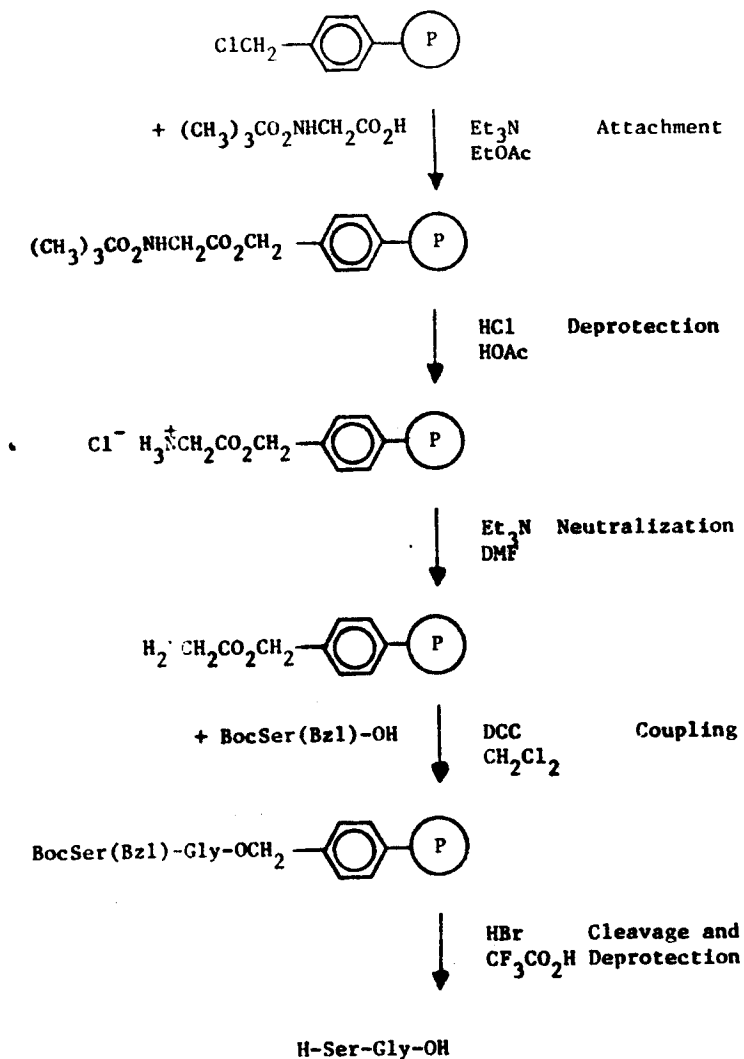 ClCH2 P
+ (CH3)3CO2NHCH2CO2H Et3N Attachment
EtOAc
(CH3)3CO2NHCH2CO2CH2 P
HCl Deprotection
HOAc
Cl- H3N+CH2CO2CH2 P
Et3N Neutralization
DMF
H2 CH2CO2CH2 P
+ BocSer(Bzl)-OH DCC Coupling
CH2Cl2
BocSer(Bzl)-Gly-OCH2 P
HBr Cleavage and
CF3CO2H Deprotection
H-Ser-Gly-OH